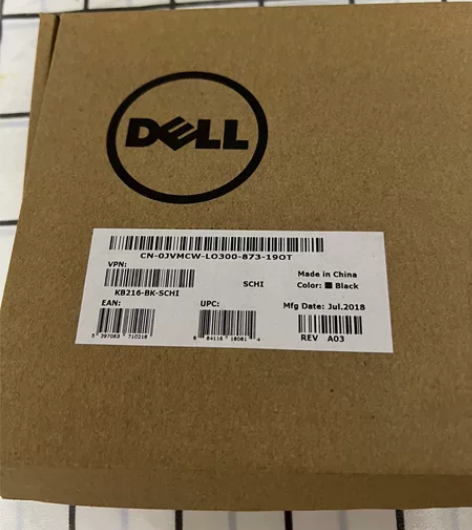 DELL
CN-0JVMCW-LO300-873-19OT
VPN:
Made in China
KB216-BK-SCHI
SCHI
Color: Black
EAN:
UPC:
Mfg Date: Jul.2018
REV A03